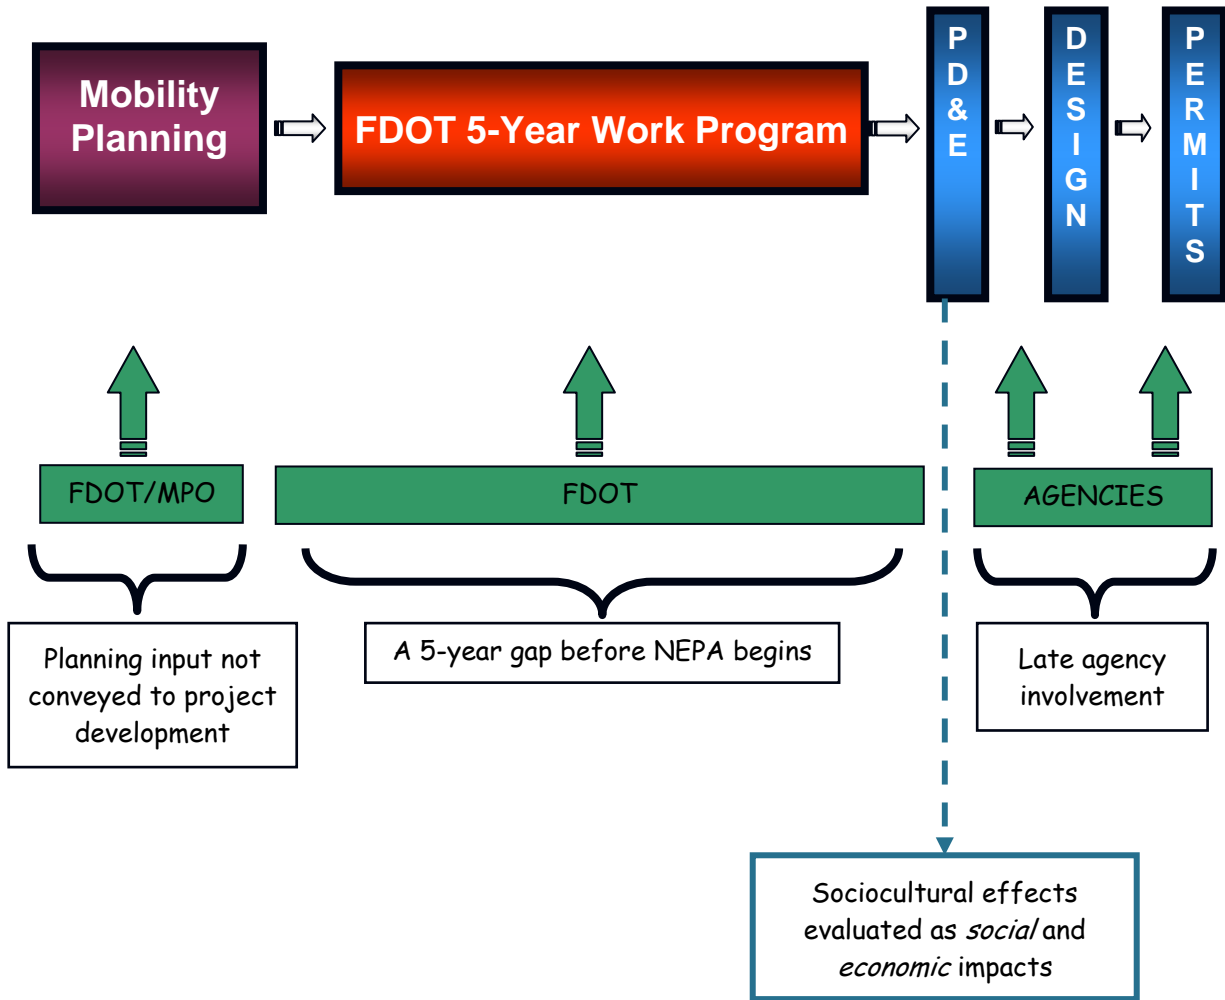 Mobility
Planning
FDOT 5-Year Work Program
PD&E
DESIGN
PERMITS
FDOT/MPO
FDOT
AGENCIES
Planning input not
conveyed to project
development
A 5-year gap before NEPA begins
Late agency
involvement
Sociocultural effects
evaluated as social and
economic impacts